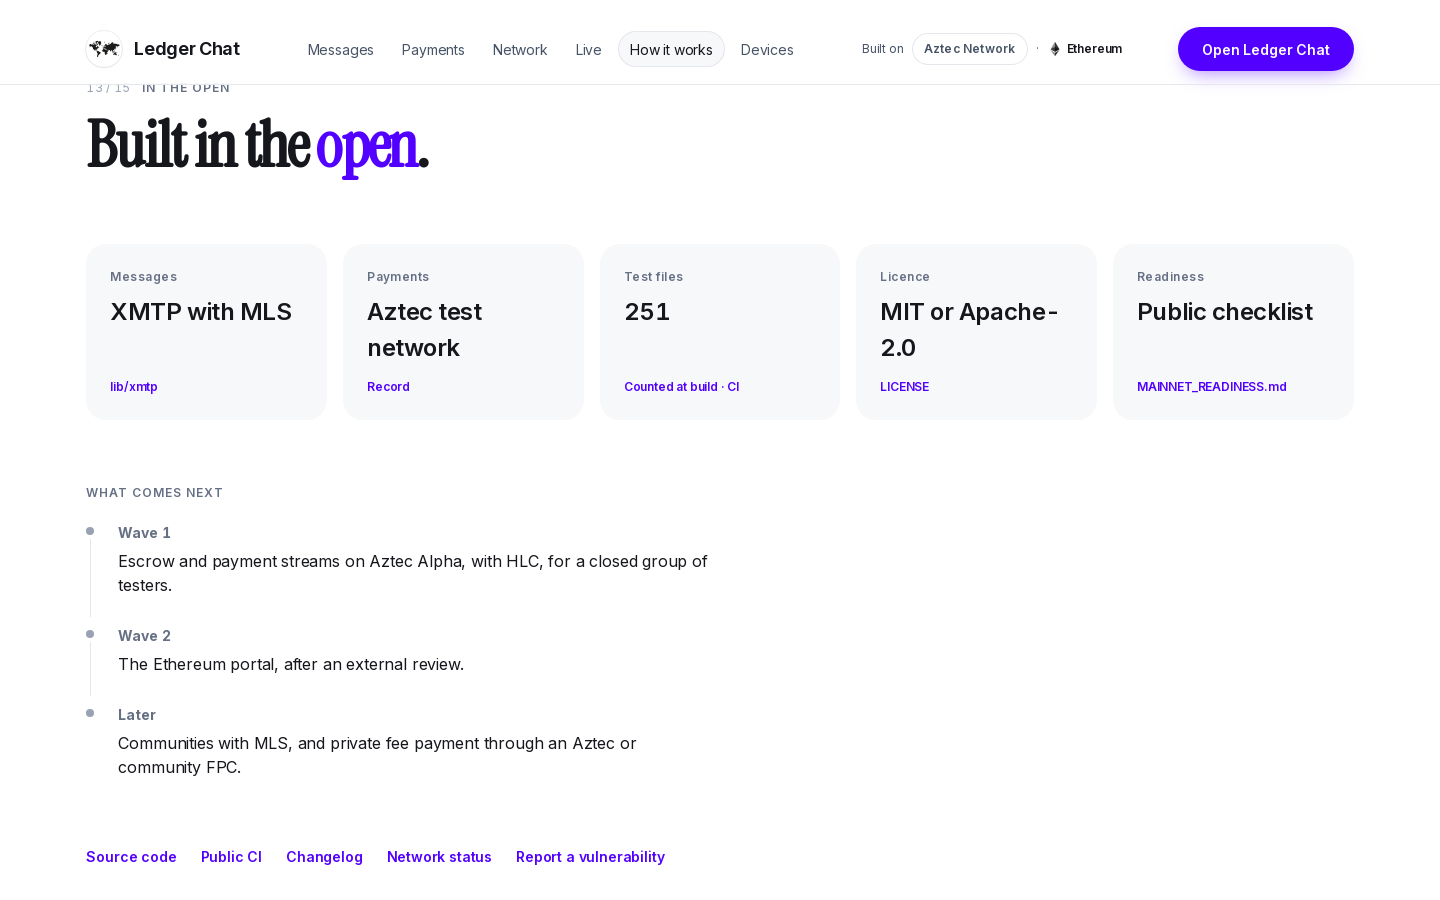 Ledger Chat
Messages
Payments
Network
Live
How it works
Devices
Built on
Aztec Network
·
Ethereum
Open Ledger Chat
13 / 15 IN THE OPEN
Built in the open.
Messages
XMTP with MLS
lib/xmtp
Payments
Aztec test
network
Record
Test files
251
Counted at build · CI
Licence
MIT or Apache-
2.0
LICENSE
Readiness
Public checklist
MAINNET_READINESS.md
WHAT COMES NEXT
Wave 1
Escrow and payment streams on Aztec Alpha, with HLC, for a closed group of
testers.
Wave 2
The Ethereum portal, after an external review.
Later
Communities with MLS, and private fee payment through an Aztec or
community FPC.
Source code
Public CI
Changelog
Network status
Report a vulnerability